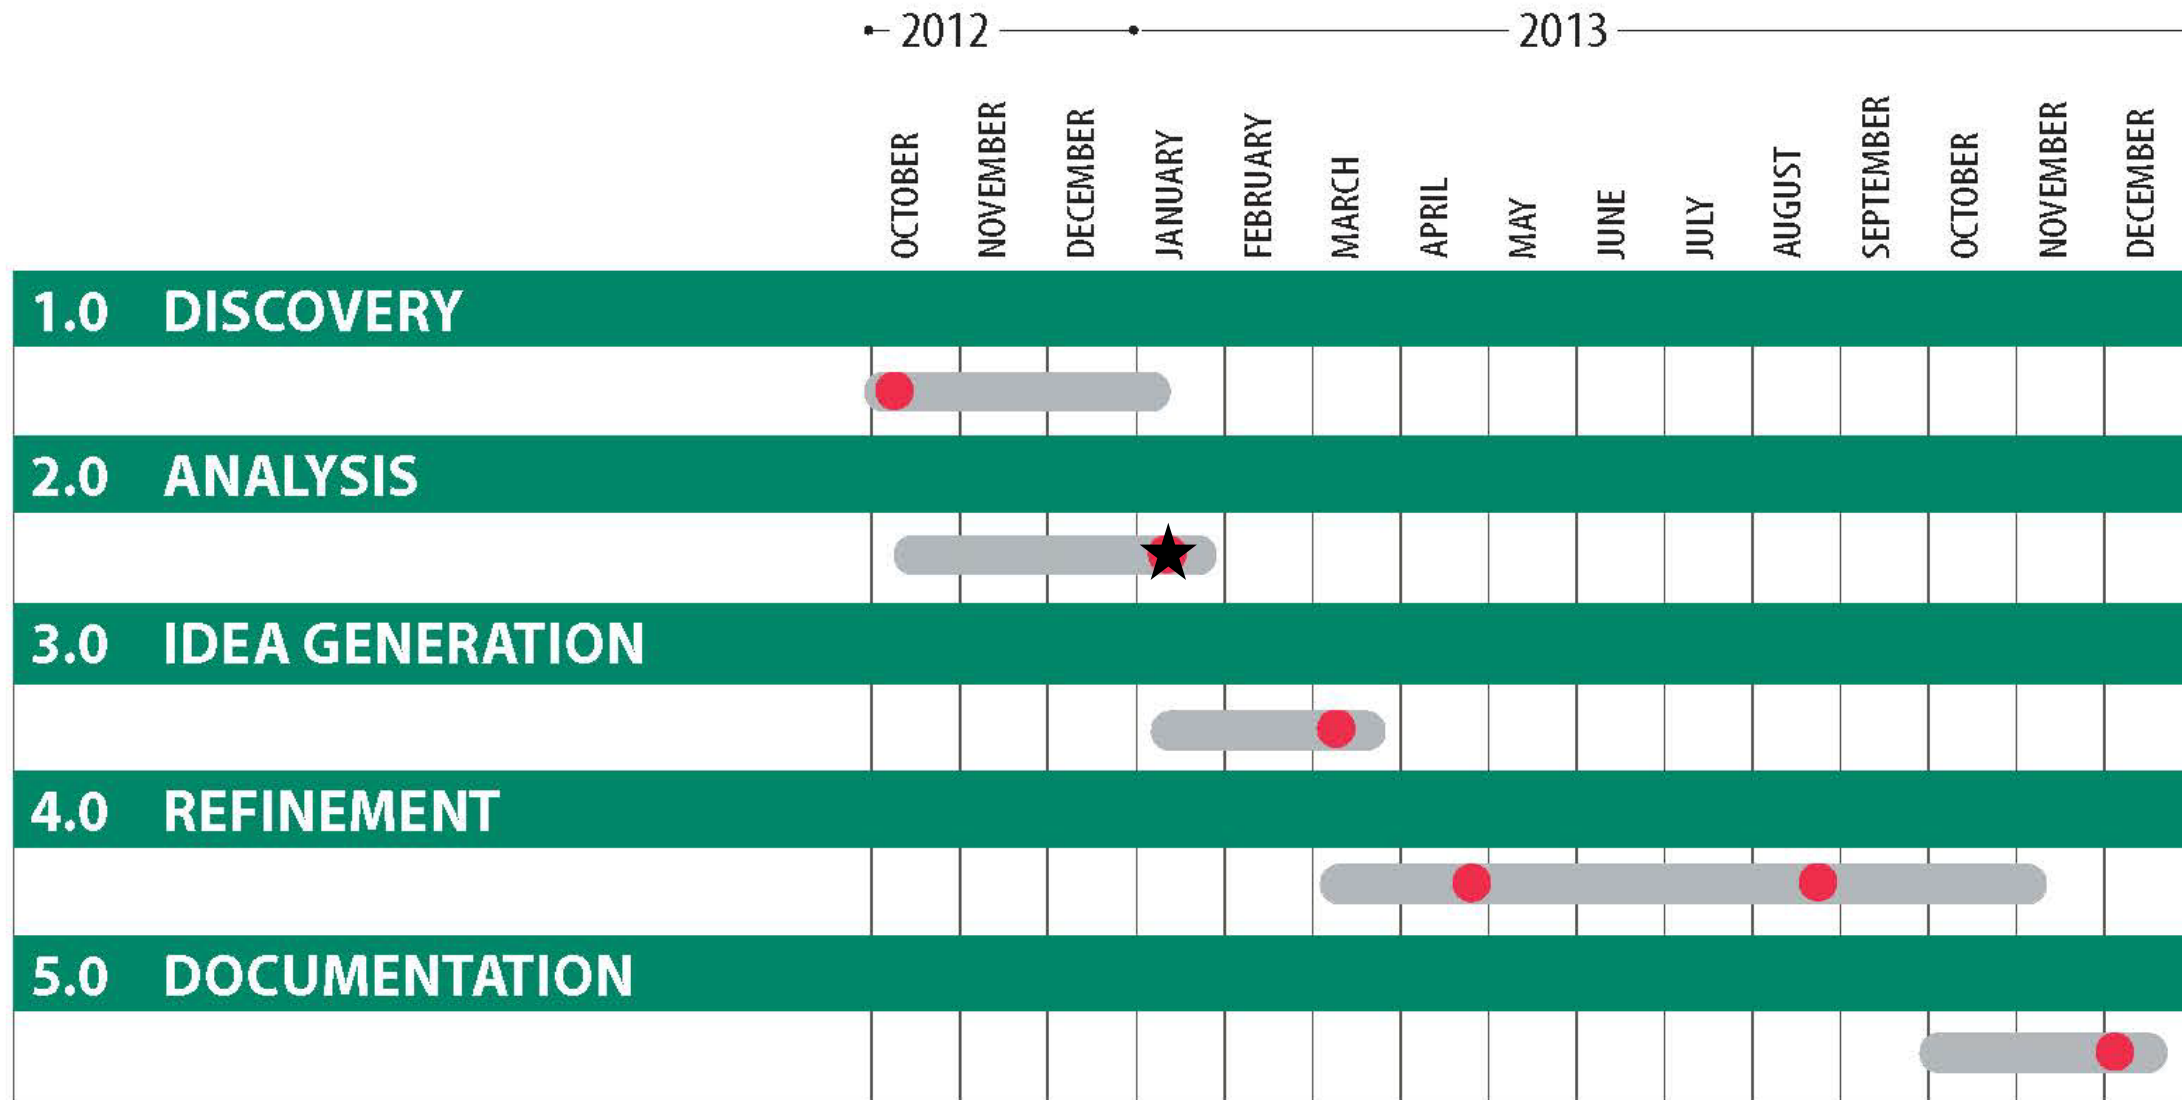 2012 2013
OCTOBER NOVEMBER DECEMBER JANUARY FEBRUARY MARCH APRIL MAY JUNE JULY AUGUST SEPTEMBER OCTOBER NOVEMBER DECEMBER
1.0 DISCOVERY
2.0 ANALYSIS
3.0 IDEA GENERATION
4.0 REFINEMENT
5.0 DOCUMENTATION